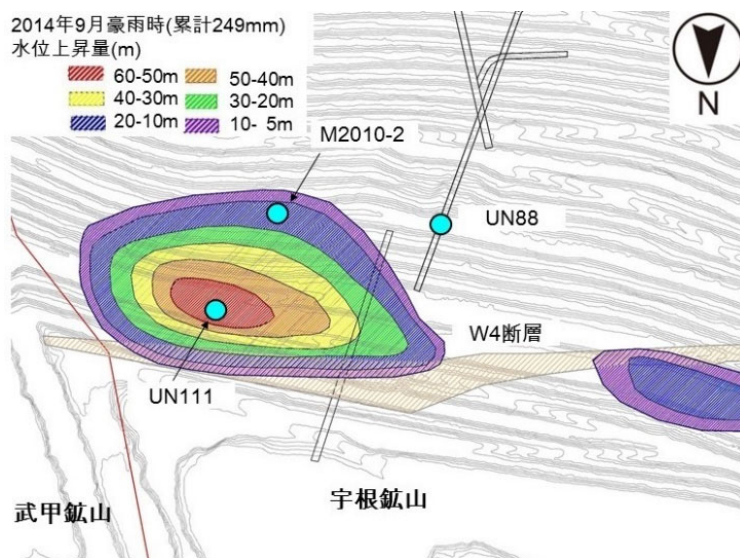 2014年9月豪雨時(累計249mm)
水位上昇量(m)
60-50m 50-40m
40-30m 30-20m
20-10m 10- 5m
N
M2010-2
UN88
W4断層
UN111
武甲鉱山
宇根鉱山